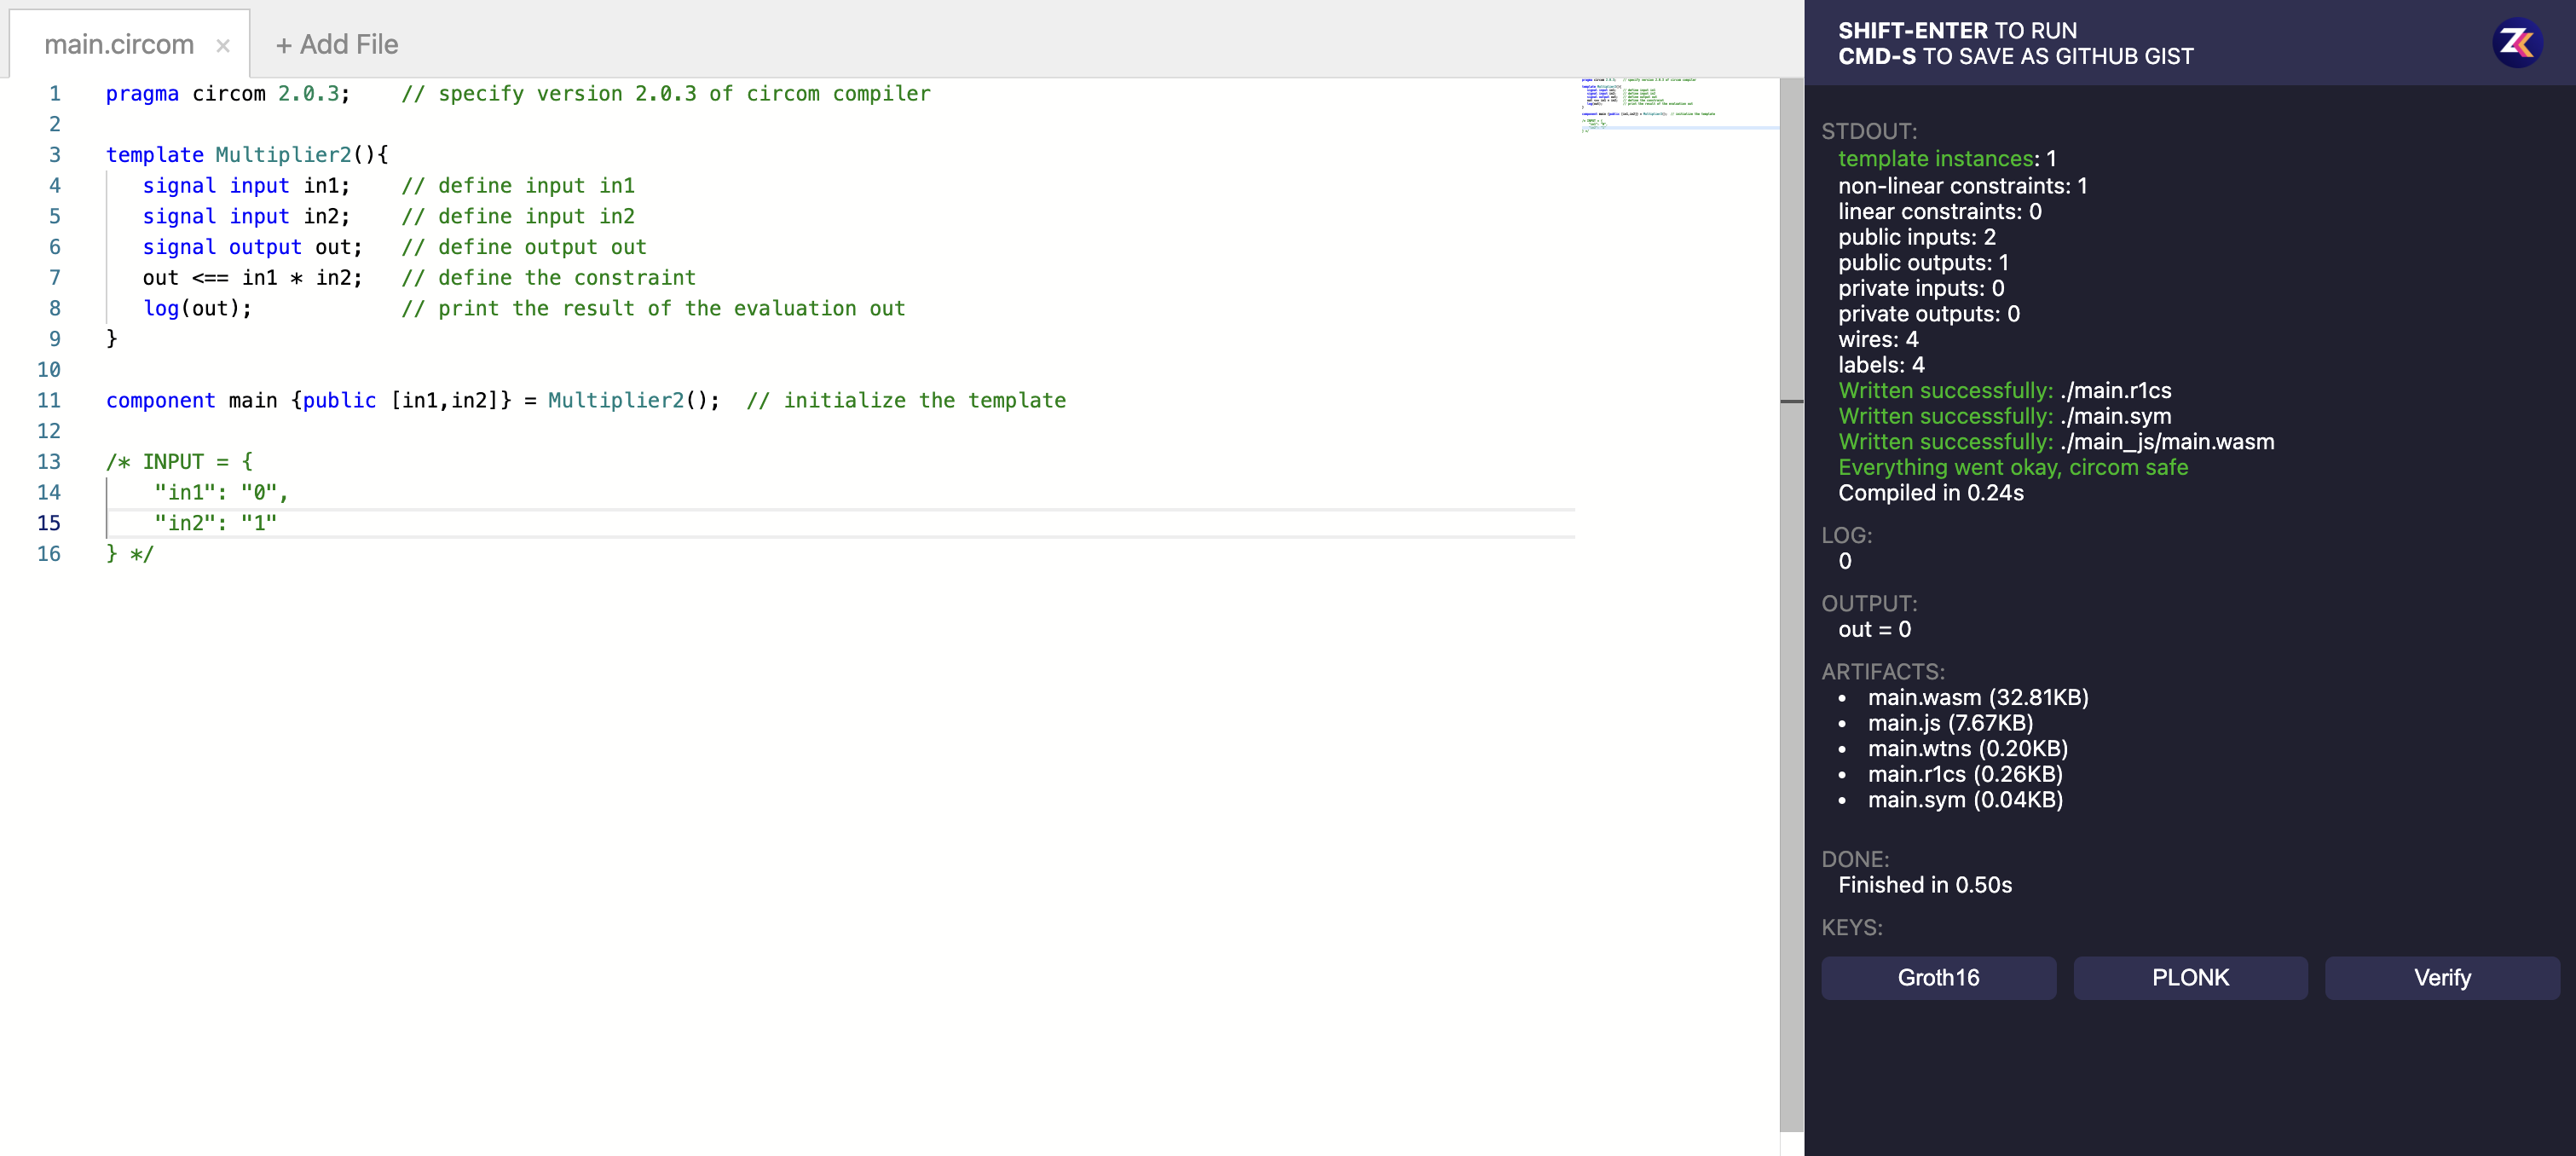 main.circom ×
+ Add File
1 pragma circom 2.0.3; // specify version 2.0.3 of circom compiler
2
3 template Multiplier2(){
4 signal input in1; // define input in1
5 signal input in2; // define input in2
6 signal output out; // define output out
7 out <== in1 * in2; // define the constraint
8 log(out); // print the result of the evaluation out
9 }
10
11 component main {public [in1,in2]} = Multiplier2(); // initialize the template
12
13 /* INPUT = {
14 "in1": "0",
15 "in2": "1"
16 } */
SHIFT-ENTER TO RUN
CMD-S TO SAVE AS GITHUB GIST
ZK
STDOUT:
template instances: 1
non-linear constraints: 1
linear constraints: 0
public inputs: 2
public outputs: 1
private inputs: 0
private outputs: 0
wires: 4
labels: 4
Written successfully: ./main.r1cs
Written successfully: ./main.sym
Written successfully: ./main_js/main.wasm
Everything went okay, circom safe
Compiled in 0.24s
LOG:
0
OUTPUT:
out = 0
ARTIFACTS:
• main.wasm (32.81KB)
• main.js (7.67KB)
• main.wtns (0.20KB)
• main.r1cs (0.26KB)
• main.sym (0.04KB)
DONE:
Finished in 0.50s
KEYS:
Groth16
PLONK
Verify